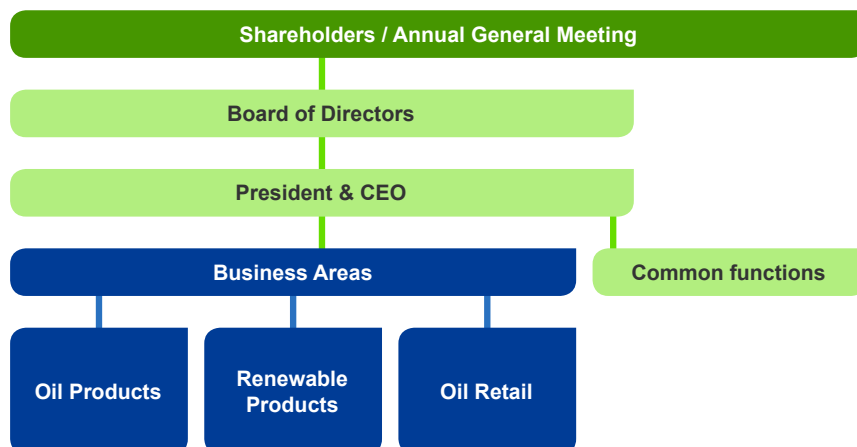 Shareholders / Annual General Meeting
Board of Directors
President & CEO
Business Areas
Common functions
Oil Products
Renewable
Products
Oil Retail